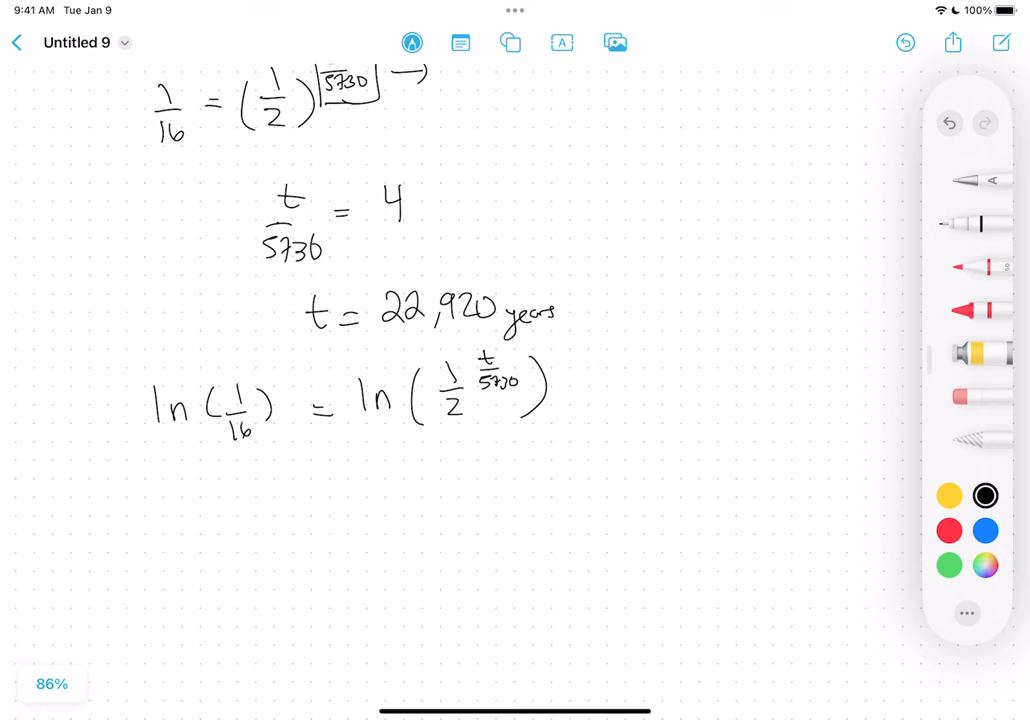 9:41 AM Tue Jan 9
100%
Untitled 9
A
1/16 = (1/2) 5730 →
t/5730 = 4
t = 22,920 years
ln (1/16) = ln (1/2 t/5730)
A
50
86%